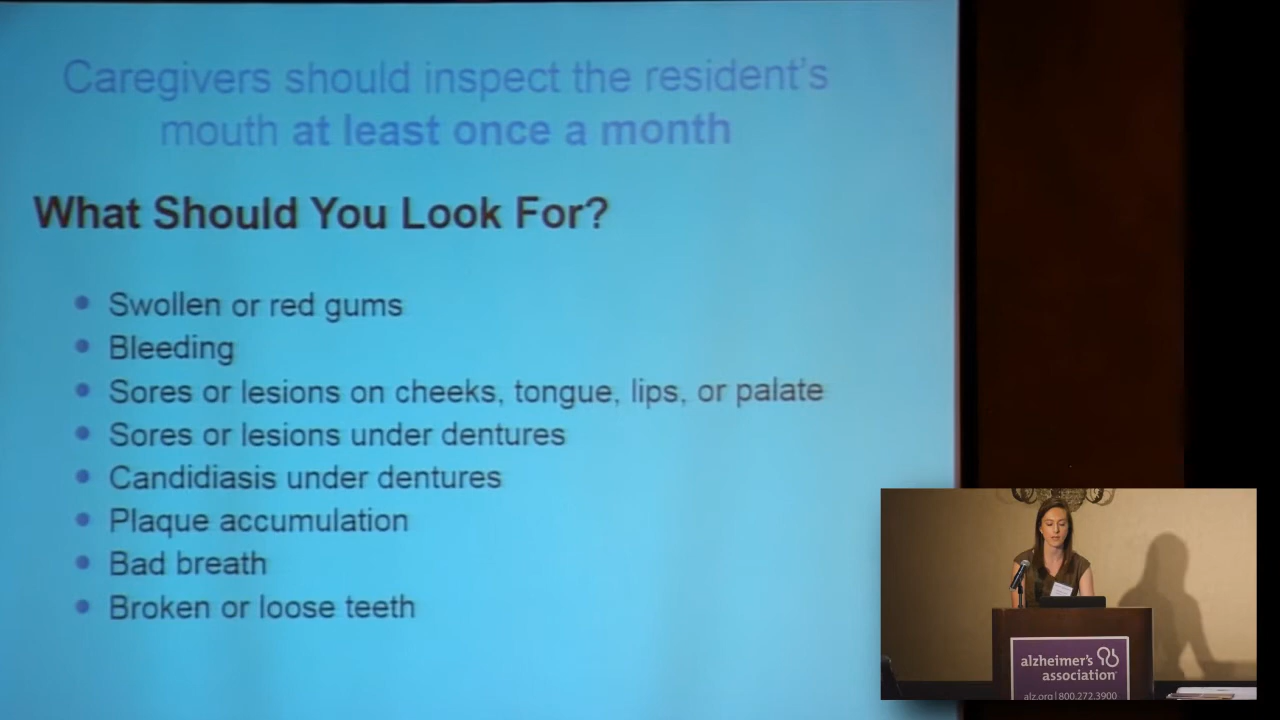 Caregivers should inspect the resident's
mouth at least once a month
What Should You Look For?
Swollen or red gums
Bleeding
Sores or lesions on cheeks, tongue, lips, or palate
Sores or lesions under dentures
Candidiasis under dentures
Plaque accumulation
Bad breath
Broken or loose teeth
alzheimer's
association
alz.org | 800.272.3900